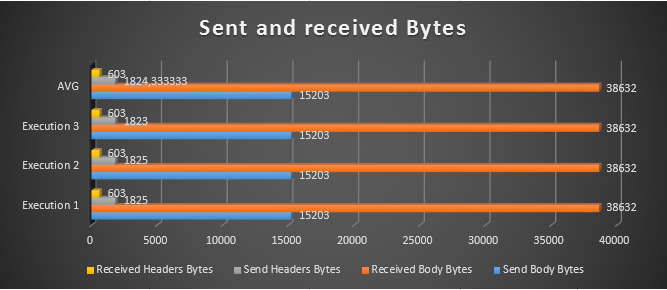 Sent and received Bytes
AVG
603
1824,333333
38632
15203
Execution 3
603
1823
38632
15203
Execution 2
603
1825
38632
15203
Execution 1
603
1825
38632
15203
0 5000 10000 15000 20000 25000 30000 35000 40000
Received Headers Bytes Send Headers Bytes Received Body Bytes Send Body Bytes